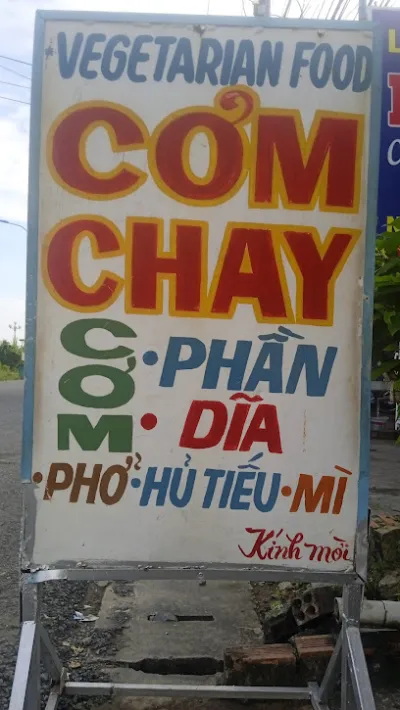 VEGETARIAN FOOD
CƠM
CHAY
CƠM
• PHẦN
• DĨA
• PHỞ • HỦ TIẾU • MÌ
Kính mời